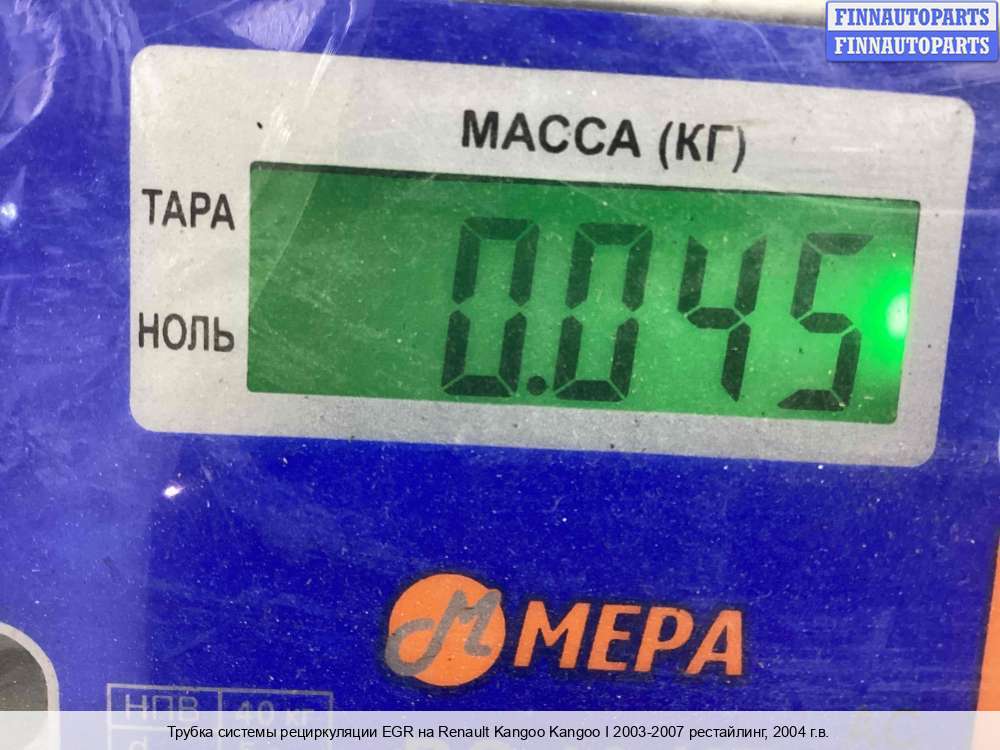 FINNAUTOPARTS
FINNAUTOPARTS
МАССА (КГ)
ТАРА
0.045
НОЛЬ
МЕРА
НПВ 40 кг
Трубка системы рециркуляции EGR на Renault Kangoo Kangoo I 2003-2007 рестайлинг, 2004 г.в.